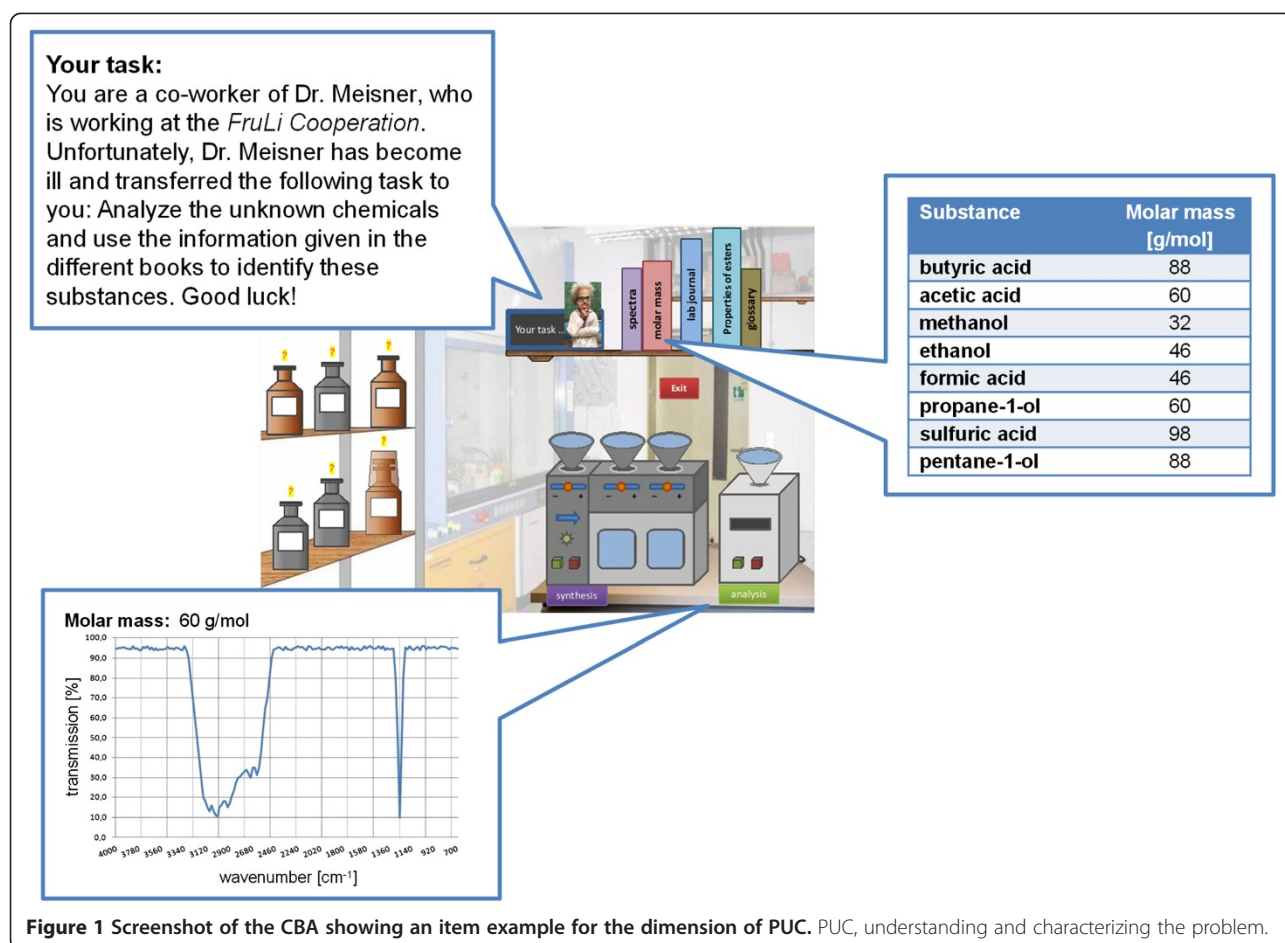 Your task:
You are a co-worker of Dr. Meisner, who
is working at the FruLi Cooperation.
Unfortunately, Dr. Meisner has become
ill and transferred the following task to
you: Analyze the unknown chemicals
and use the information given in the
different books to identify these
substances. Good luck!
Your task ...
spectra
molar mass
lab journal
Properties of esters
glossary
Substance Molar mass
[g/mol]
butyric acid 88
acetic acid 60
methanol 32
ethanol 46
formic acid 46
propane-1-ol 60
sulfuric acid 98
pentane-1-ol 88
?
?
?
?
?
?
Exit
- +
- +
- +
synthesis
analysis
Molar mass: 60 g/mol
transmission [%]
100,0
90,0
80,0
70,0
60,0
50,0
40,0
30,0
20,0
10,0
0,0
4000 3780 3560 3340 3120 2900 2680 2460 2240 2020 1800 1580 1360 1140 920 700
wavenumber [cm-1]
Figure 1 Screenshot of the CBA showing an item example for the dimension of PUC. PUC, understanding and characterizing the problem.